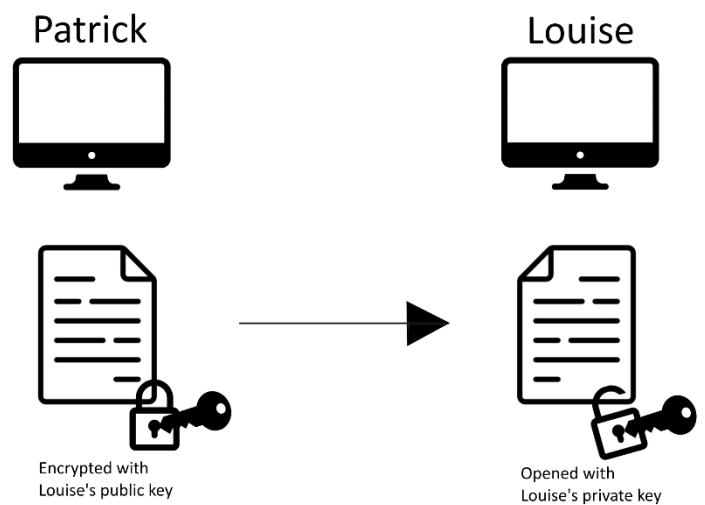 Patrick
Louise
Encrypted with
Louise's public key
Opened with
Louise's private key